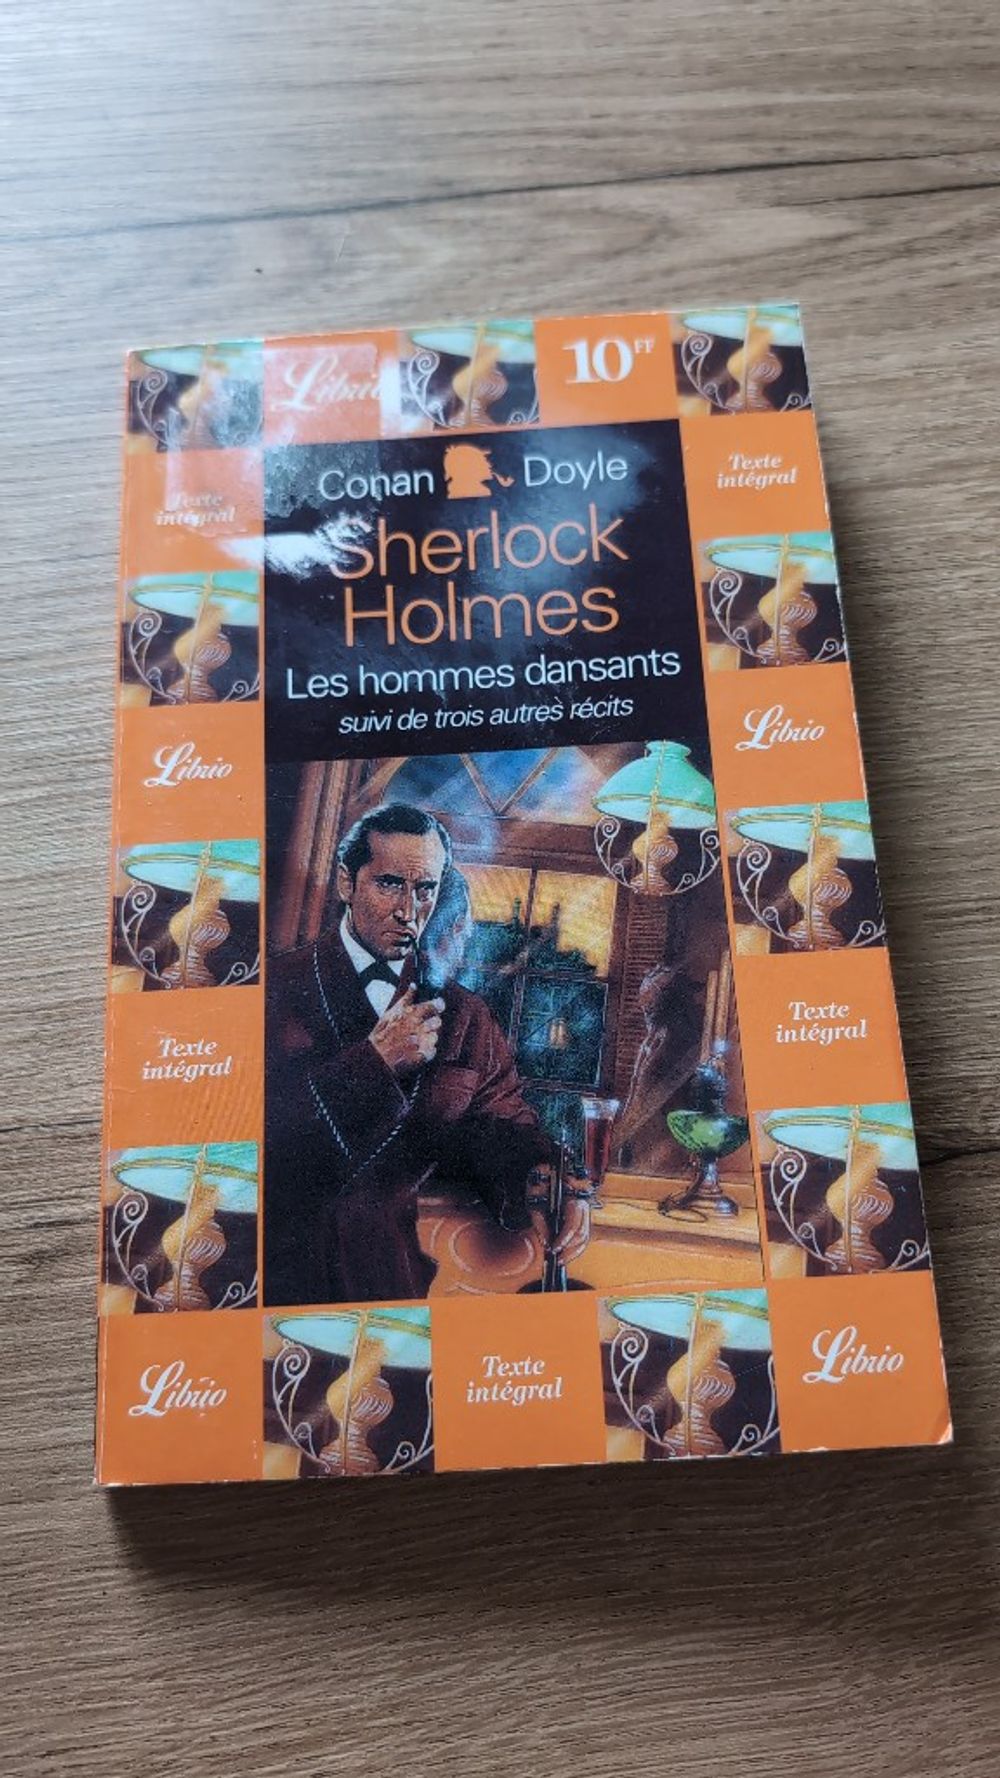 Librio
10FF
Conan Doyle
Texte
intégral
Texte
intégral
Sherlock
Holmes
Les hommes dansants
suivi de trois autres récits
Librio
Librio
Texte
intégral
Texte
intégral
Librio
Texte
intégral
Librio